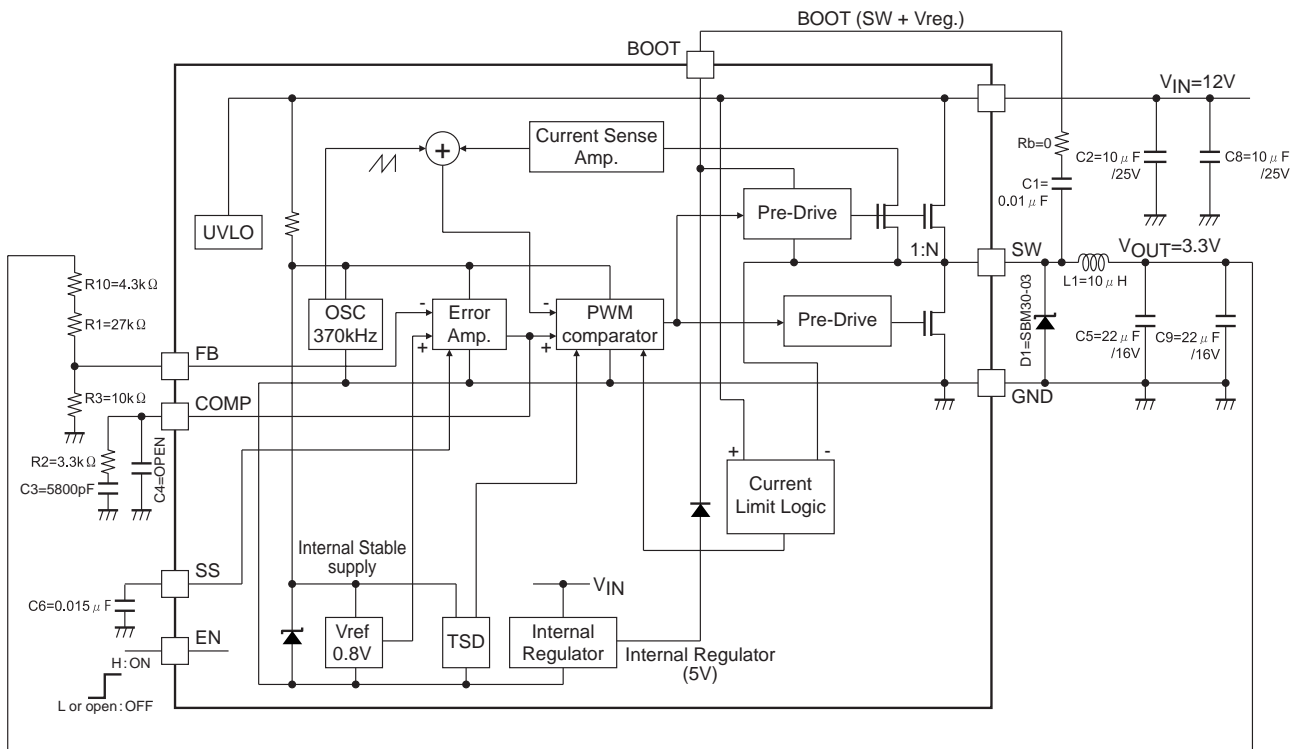 BOOT (SW + Vreg.)
BOOT
VIN=12V
Current Sense
Amp.
+
Rb=0
C2=10μF
/25V
C8=10μF
/25V
C1=
0.01μF
UVLO
Pre-Drive
1:N
SW
VOUT=3.3V
L1=10μH
R10=4.3kΩ
R1=27kΩ
OSC
370kHz
-
Error
Amp.
+
-
PWM
comparator
+
Pre-Drive
D1=SBM30-03
C5=22μF
/16V
C9=22μF
/16V
FB
R3=10kΩ
COMP
GND
R2=3.3kΩ
C3=5800pF
C4=OPEN
+
-
Current
Limit Logic
Internal Stable
supply
SS
C6=0.015μF
VIN
EN
H:ON
L or open:OFF
Vref
0.8V
TSD
Internal
Regulator
Internal Regulator
(5V)